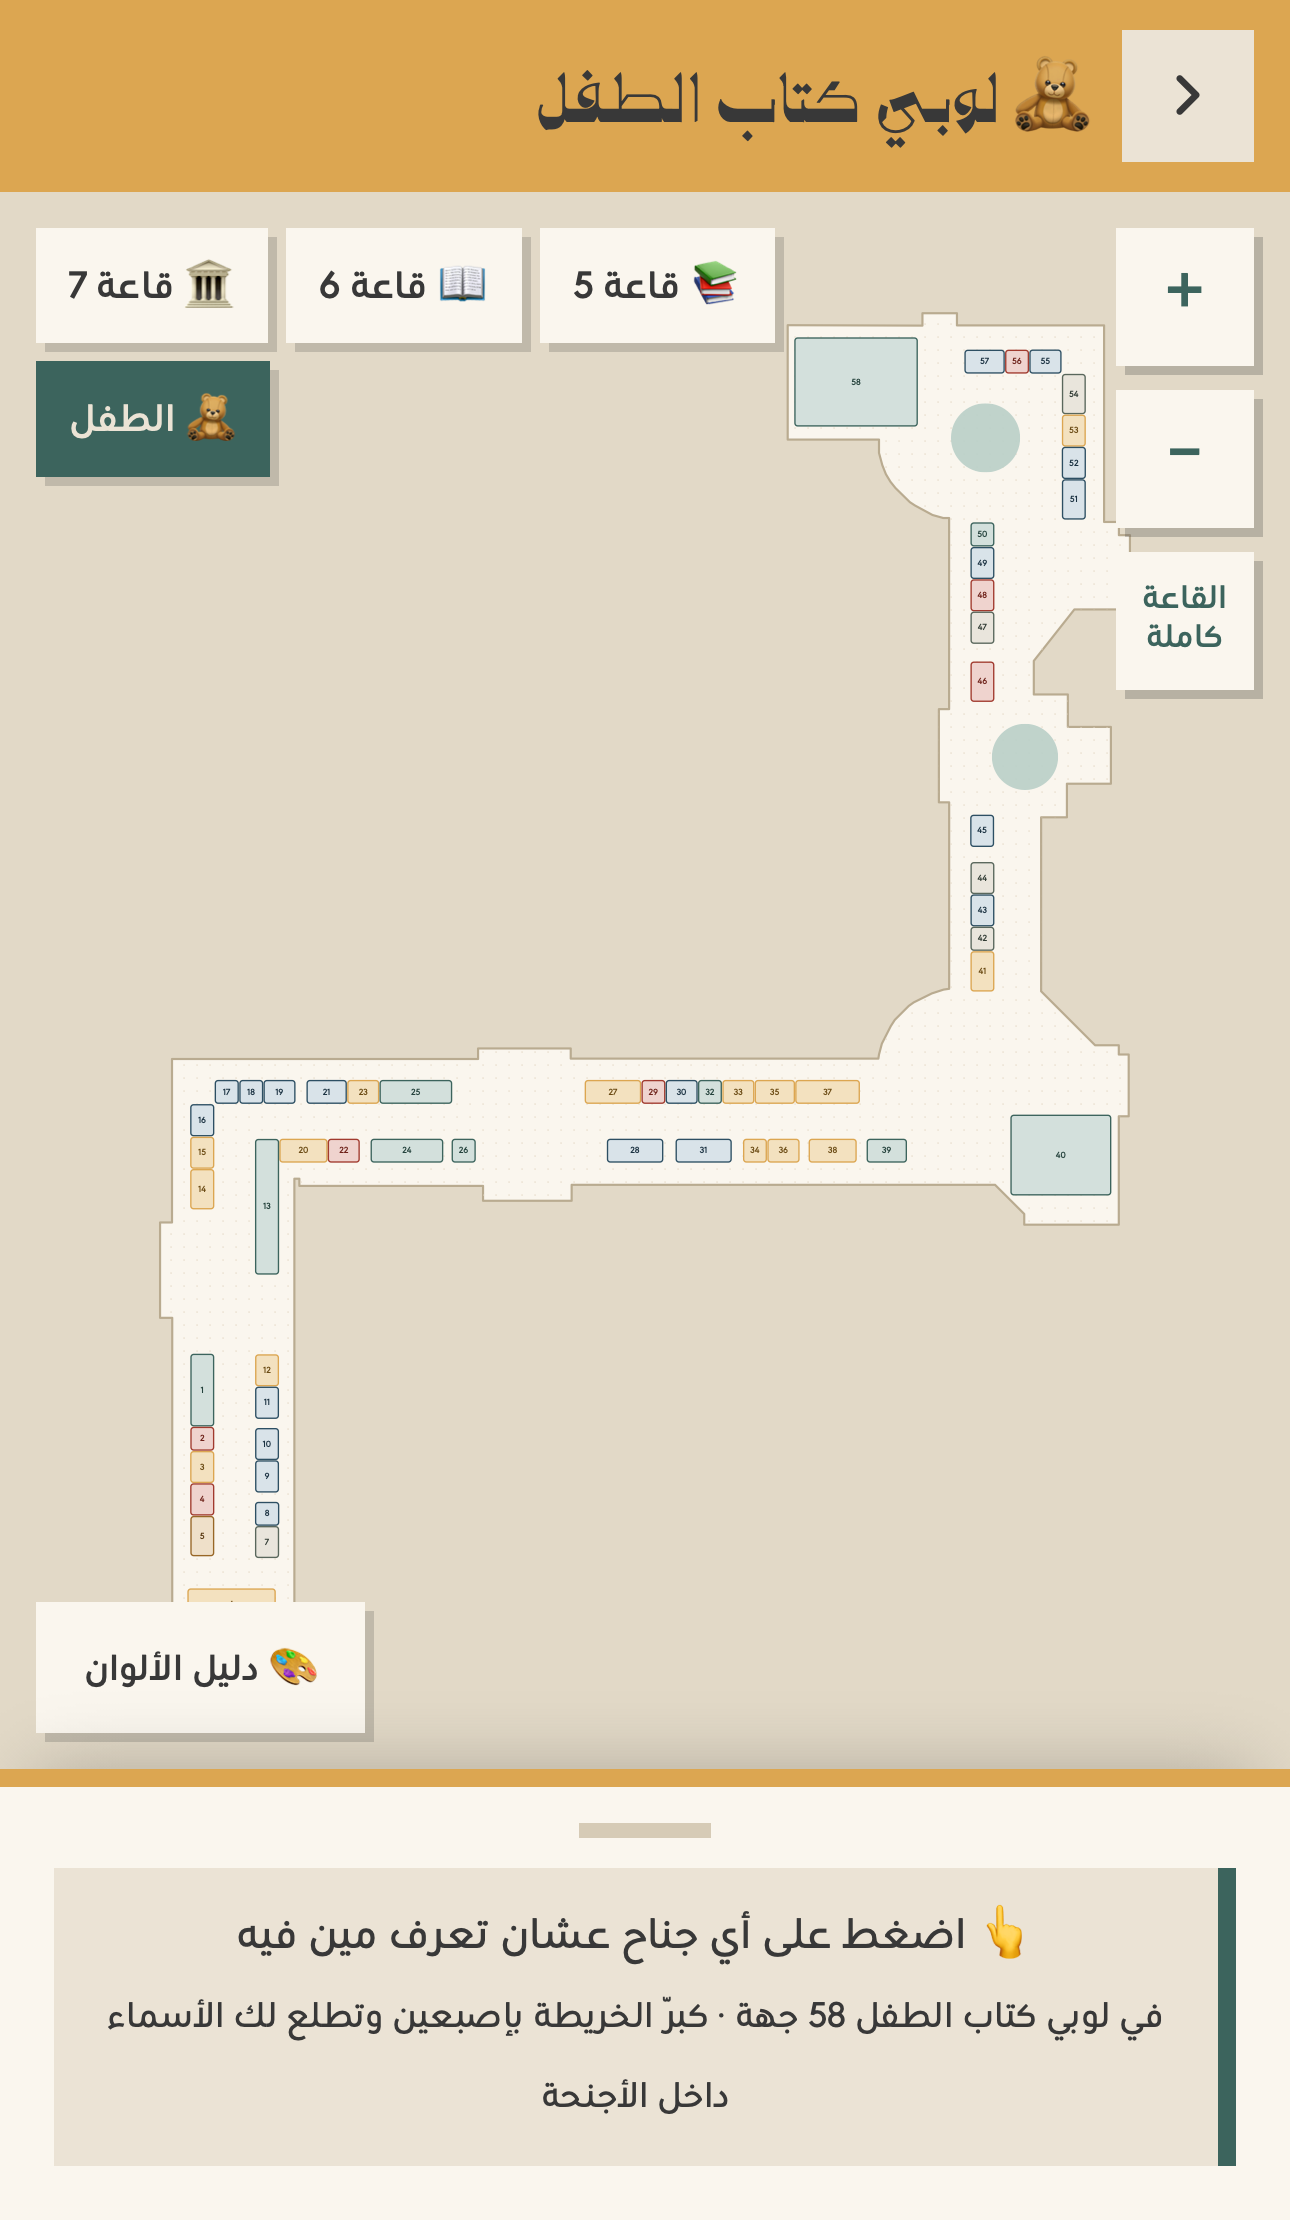 لوبي كتاب الطفل
قاعة 5
قاعة 6
قاعة 7
الطفل
+
−
القاعة
كاملة
58
57 56 55
54
53
52
51
50
49
48
47
46
45
44
43
42
41
17 18 19 21 23 25 27 29 30 32 33 35 37
16
15
14
20 22 24 26 28 31 34 36 38 39
40
13
1
2
3
4
5
12
11
10
9
8
7
دليل الألوان
اضغط على أي جناح عشان تعرف مين فيه
في لوبي كتاب الطفل 58 جهة · كبّر الخريطة بإصبعين وتطلع لك الأسماء
داخل الأجنحة